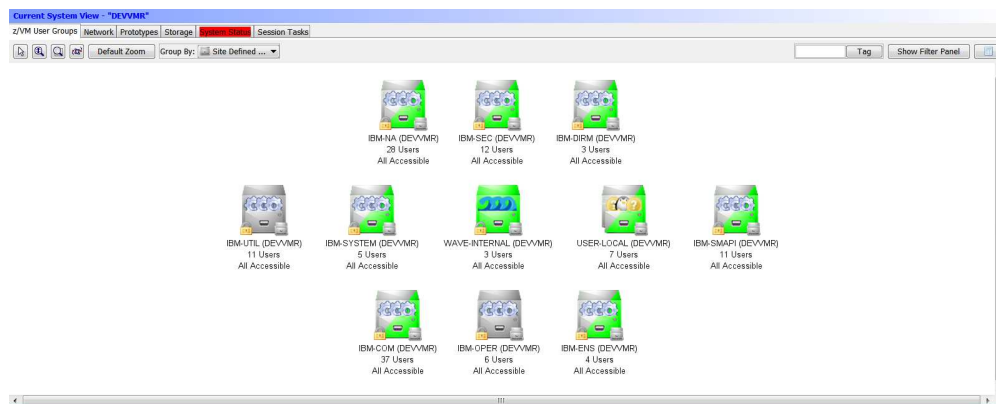 Current System View - "DEVVMR"
z/VM User Groups Network Prototypes Storage System Status Session Tasks
Default Zoom Group By: Site Defined ... Tag Show Filter Panel
IBM-NA (DEVVMR) IBM-SEC (DEVVMR) IBM-DIRM (DEVVMR)
28 Users 12 Users 3 Users
All Accessible All Accessible All Accessible
IBM-UTIL (DEVVMR) IBM-SYSTEM (DEVVMR) WAVE-INTERNAL (DEVVMR) USER-LOCAL (DEVVMR) IBM-SMAPI (DEVVMR)
11 Users 5 Users 3 Users 7 Users 11 Users
All Accessible All Accessible All Accessible All Accessible All Accessible
IBM-COM (DEVVMR) IBM-OPER (DEVVMR) IBM-ENS (DEVVMR)
37 Users 6 Users 4 Users
All Accessible All Accessible All Accessible